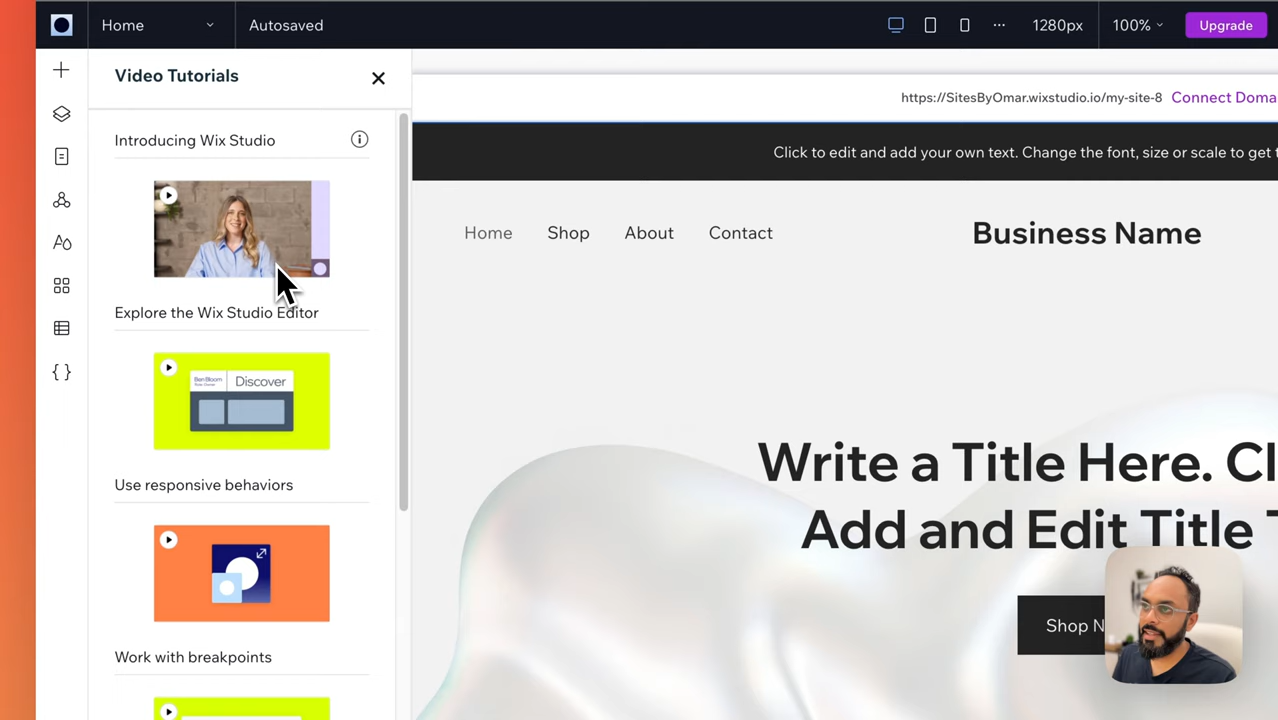 Home
Autosaved
1280px
100%
Upgrade
Video Tutorials
https://SitesByOmar.wixstudio.io/my-site-8 Connect Doma
Introducing Wix Studio
Click to edit and add your own text. Change the font, size or scale to get t
Home
Shop
About
Contact
Business Name
Explore the Wix Studio Editor
Ben Bloom
Discover
Use responsive behaviors
Write a Title Here. Cl
Add and Edit Title T
Shop N
Work with breakpoints